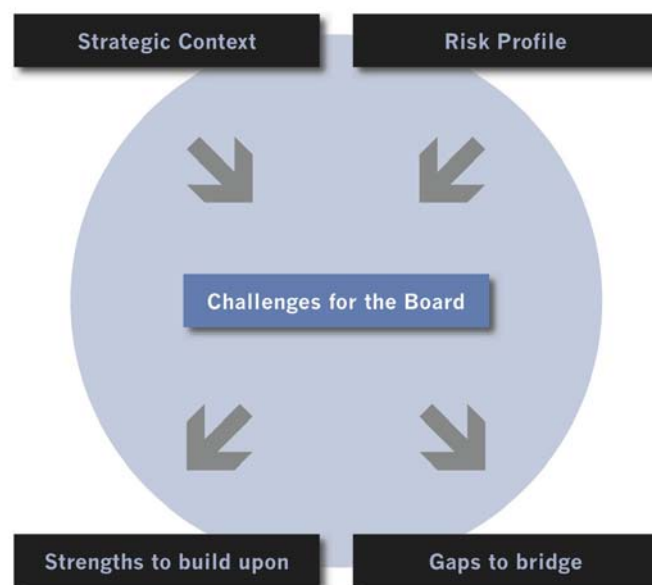 Strategic Context
Risk Profile
Challenges for the Board
Strengths to build upon
Gaps to bridge